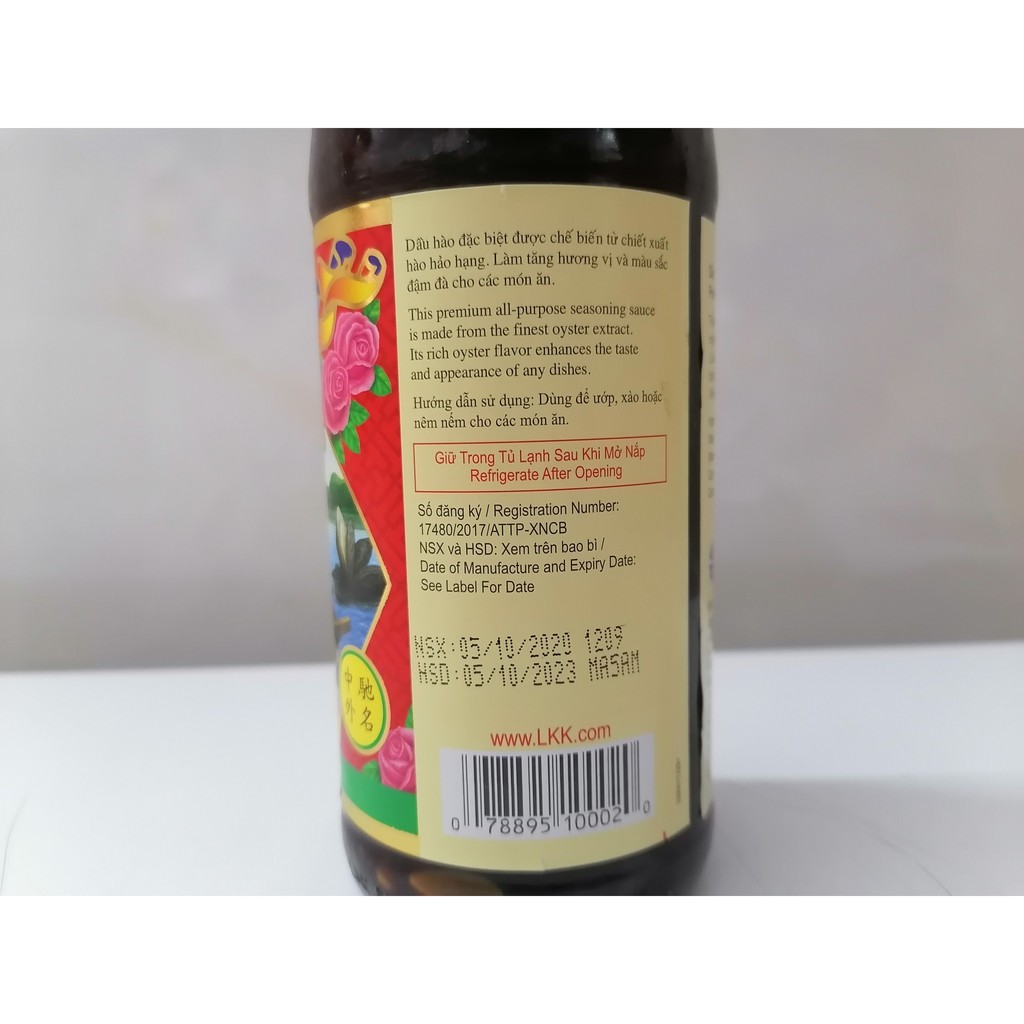 Dầu hào đặc biệt được chế biến từ chiết xuất
hào hảo hạng. Làm tăng hương vị và màu sắc
đậm đà cho các món ăn.
This premium all-purpose seasoning sauce
is made from the finest oyster extract.
Its rich oyster flavor enhances the taste
and appearance of any dishes.
Hướng dẫn sử dụng: Dùng để ướp, xào hoặc
nêm nếm cho các món ăn.
Giữ Trong Tủ Lạnh Sau Khi Mở Nắp
Refrigerate After Opening
Số đăng ký / Registration Number:
17480/2017/ATTP-XNCB
NSX và HSD: Xem trên bao bì /
Date of Manufacture and Expiry Date:
See Label For Date
NSX:05/10/2020 1209
HSD:05/10/2023 MASAM
www.LKK.com
0 78895 10002 0
馳名
中外